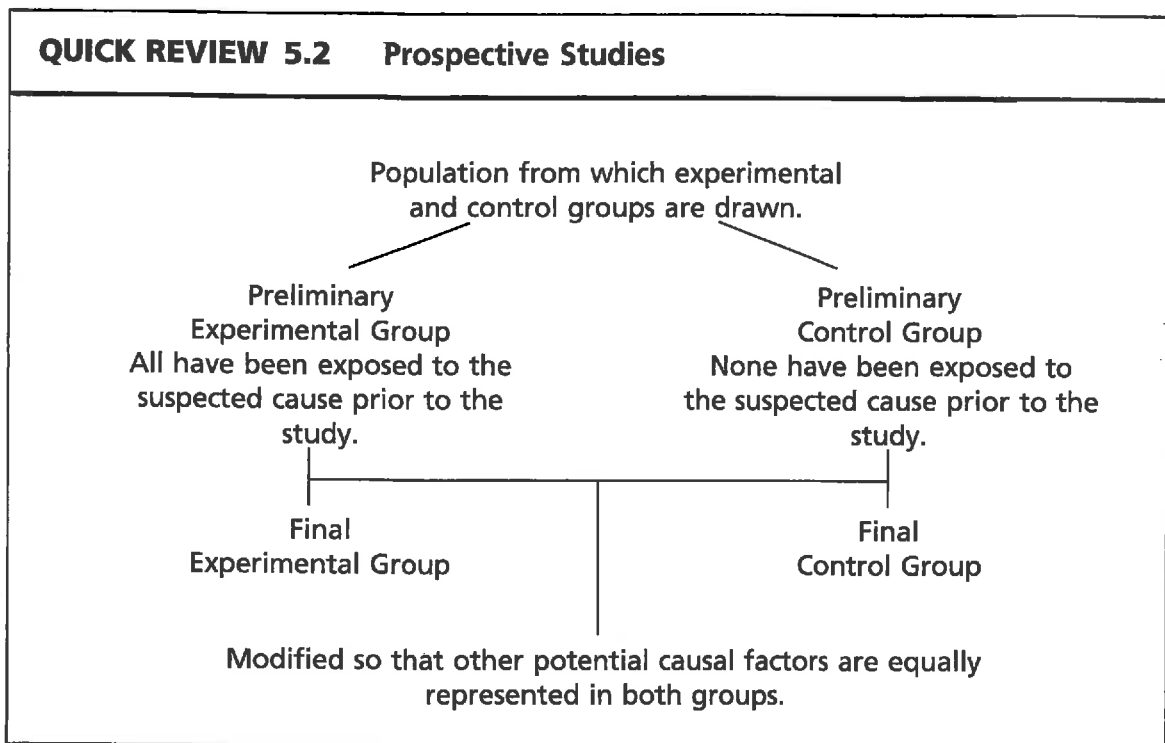 QUICK REVIEW 5.2 Prospective Studies
Population from which experimental
and control groups are drawn.
Preliminary
Experimental Group
All have been exposed to the
suspected cause prior to the
study.
Preliminary
Control Group
None have been exposed to
the suspected cause prior to the
study.
Final
Experimental Group
Final
Control Group
Modified so that other potential causal factors are equally
represented in both groups.